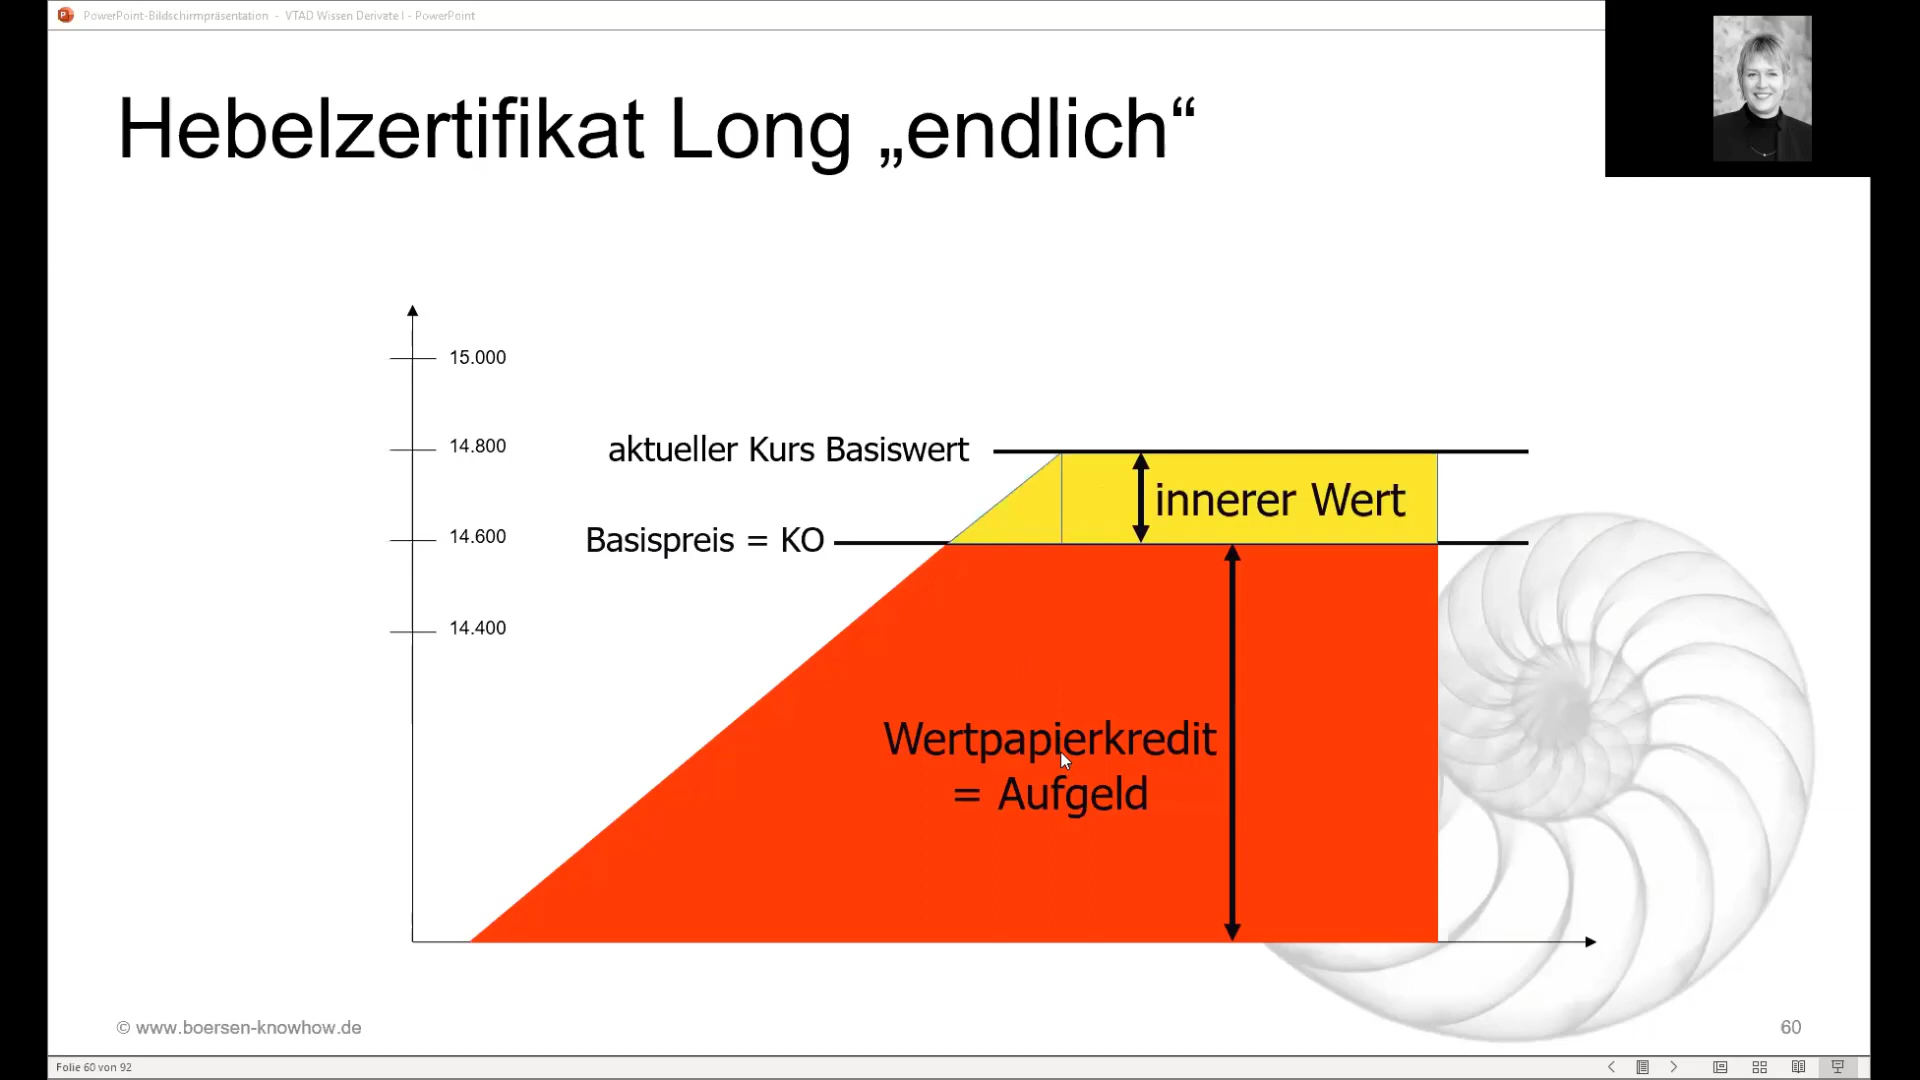 PowerPoint-Bildschirmpräsentation - VTAD Wissen Derivate I - PowerPoint
Hebelzertifikat Long „endlich“
15.000
14.800
aktueller Kurs Basiswert
innerer Wert
14.600
Basispreis = KO
14.400
Wertpapierkredit
= Aufgeld
© www.boersen-knowhow.de
60
Folie 60 von 92